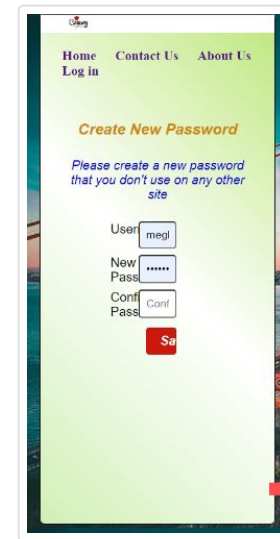 Home Contact Us About Us
Log in
Create New Password
Please create a new password
that you don't use on any other
site
User
megl
New
Pass
••••••
Conf
Pass
Conf
Sa